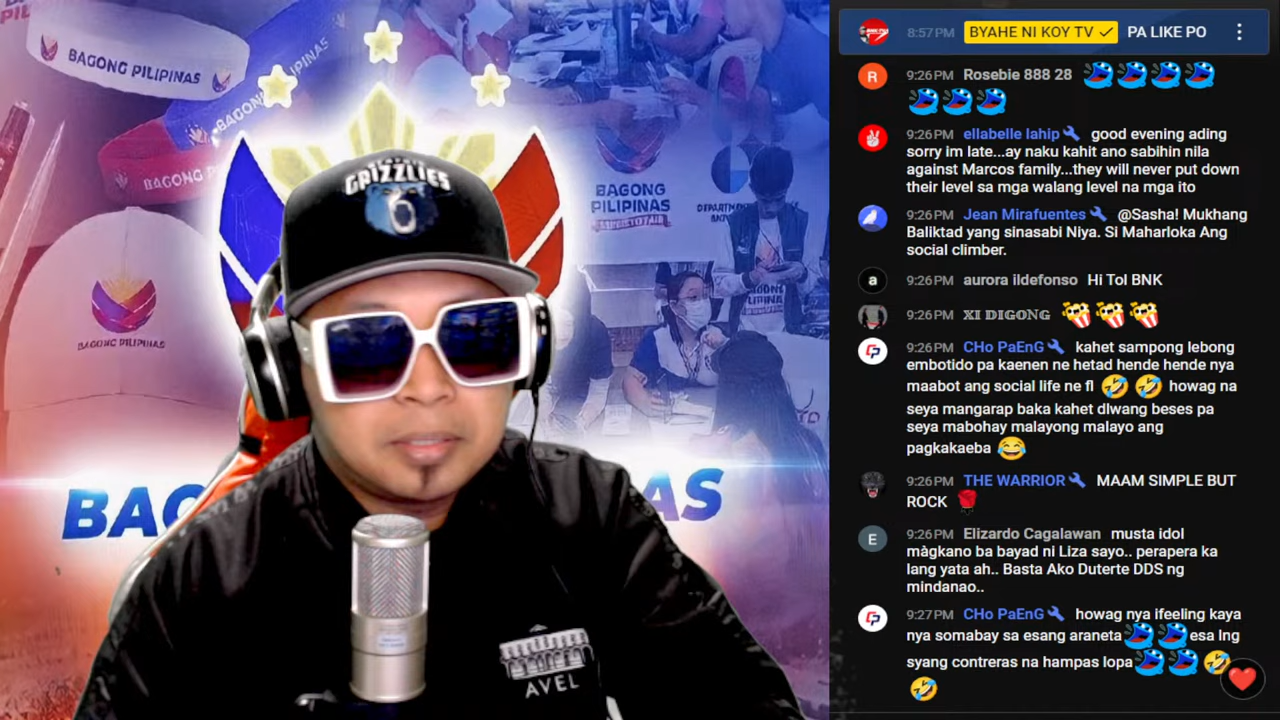 BAGONG PILIPINAS
BAGONG PILIPINAS
BAGONG
BAGONG PILIPINAS
GRIZZLIES
6
BAGONG
PILIPINAS
AVEL
8:57 PM BYAHE NI KOY TV PA LIKE PO
R 9:26 PM Rosebie 888 28
9:26 PM ellabelle lahip good evening ading
sorry im late...ay naku kahit ano sabihin nila
against Marcos family...they will never put down
their level sa mga walang level na mga ito
9:26 PM Jean Mirafuentes @Sasha! Mukhang
Baliktad yang sinasabi Niya. Si Maharloka Ang
social climber.
a 9:26 PM aurora ildefonso Hi Tol BNK
9:26 PM XI DIGONG
9:26 PM CHo PaEnG kahet sampong lebong
embotido pa kaenen ne hetad hende hende nya
maabot ang social life ne fl 🤣 🤣 howag na
seya mangarap baka kahet dlwang beses pa
seya mabohay malayong malayo ang
pagkakaeba 😂
9:26 PM THE WARRIOR MAAM SIMPLE BUT
ROCK 🌹
E 9:26 PM Elizardo Cagalawan musta idol
màgkano ba bayad ni Liza sayo.. perapera ka
lang yata ah.. Basta Ako Duterte DDS ng
mindanao..
9:27 PM CHo PaEnG howag nya ifeeling kaya
nya somabay sa esang araneta esa lng
syang contreras na hampas lopa 🤣
🤣